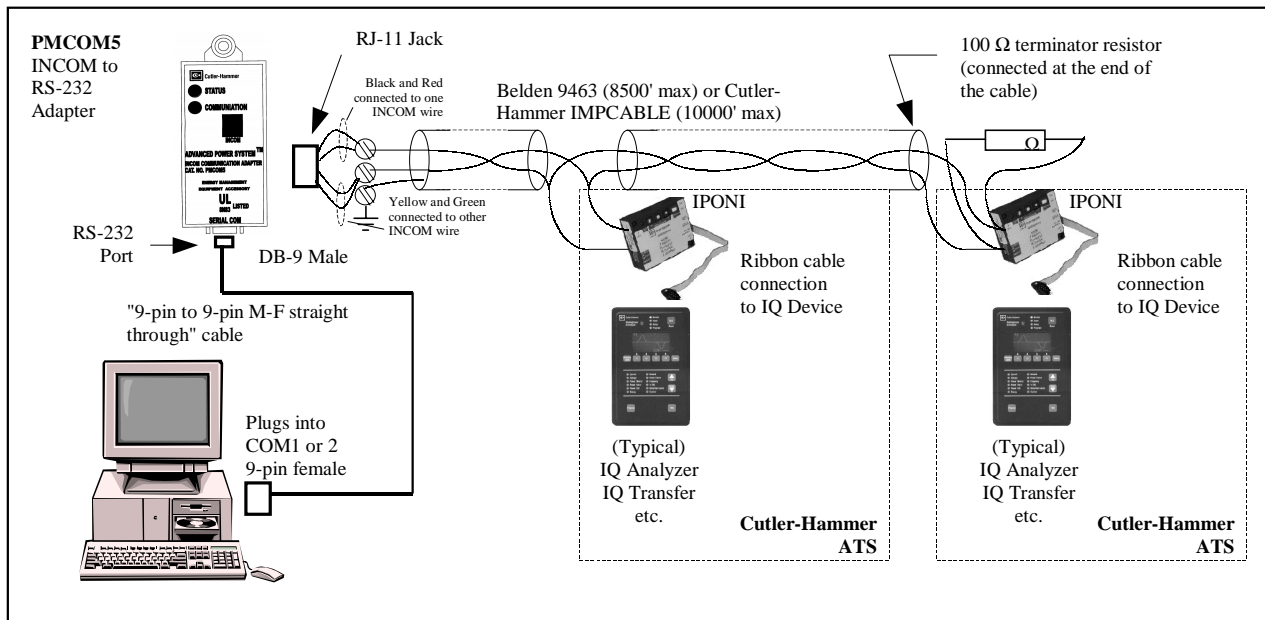 PMCOM5
INCOM to
RS-232
Adapter
Cutler-Hammer
STATUS
COMMUNICATION
INCOM
ADVANCED POWER SYSTEM™
INCOM COMMUNICATION ADAPTER
CAT. NO. PMCOM5
ENERGY MANAGEMENT
EQUIPMENT ACCESSORY
UL LISTED
SERIAL COM
RS-232
Port
DB-9 Male
RJ-11 Jack
Black and Red
connected to one
INCOM wire
Yellow and Green
connected to other
INCOM wire
Belden 9463 (8500' max) or Cutler-
Hammer IMPCABLE (10000' max)
100 Ω terminator resistor
(connected at the end of
the cable)
Ω
"9-pin to 9-pin M-F straight
through" cable
Plugs into
COM1 or 2
9-pin female
IPONI
Ribbon cable
connection
to IQ Device
(Typical)
IQ Analyzer
IQ Transfer
etc.
Cutler-Hammer
ATS
IPONI
Ribbon cable
connection
to IQ Device
(Typical)
IQ Analyzer
IQ Transfer
etc.
Cutler-Hammer
ATS